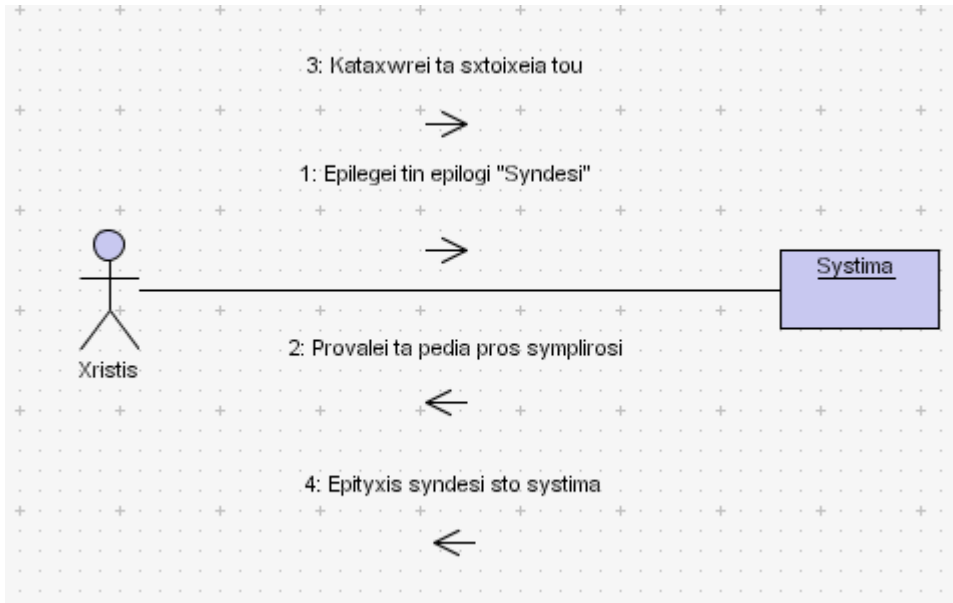 3: Kataxwrei ta sxtoixeia tou
1: Epilegei tin epilogi "Syndesi"
Systima
2: Provalei ta pedia pros symplirosi
Xristis
4: Epityxis syndesi sto systima